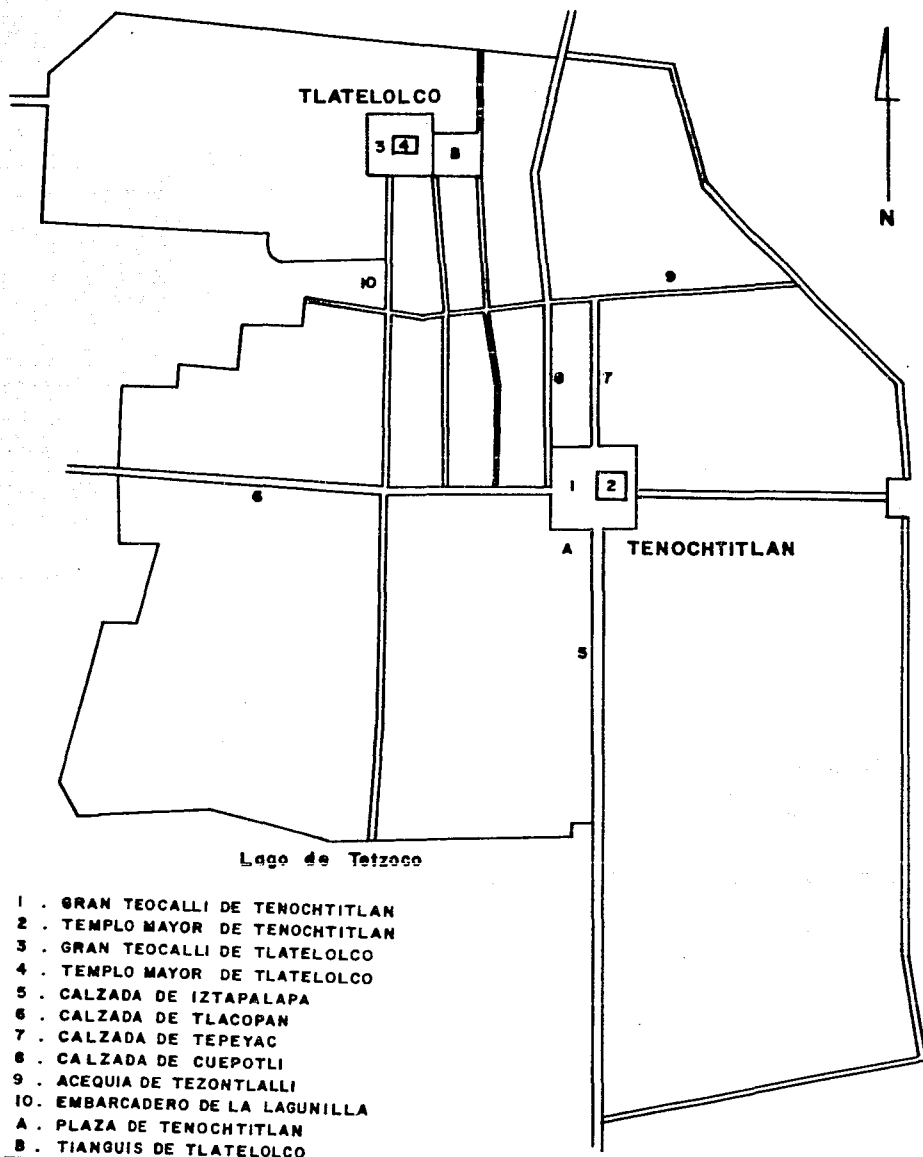 TLATELOLCO
3 4 B
N
10 9
8 7
6 1 2
A TENOCHTITLAN
5
Lago de Tetzoco
1 . GRAN TEOCALLI DE TENOCHTITLAN
2 . TEMPLO MAYOR DE TENOCHTITLAN
3 . GRAN TEOCALLI DE TLATELOLCO
4 . TEMPLO MAYOR DE TLATELOLCO
5 . CALZADA DE IZTAPALAPA
6 . CALZADA DE TLACOPAN
7 . CALZADA DE TEPEYAC
8 . CALZADA DE CUEPOTLI
9 . ACEQUIA DE TEZONTLALLI
10. EMBARCADERO DE LA LAGUNILLA
A . PLAZA DE TENOCHTITLAN
B . TIANGUIS DE TLATELOLCO